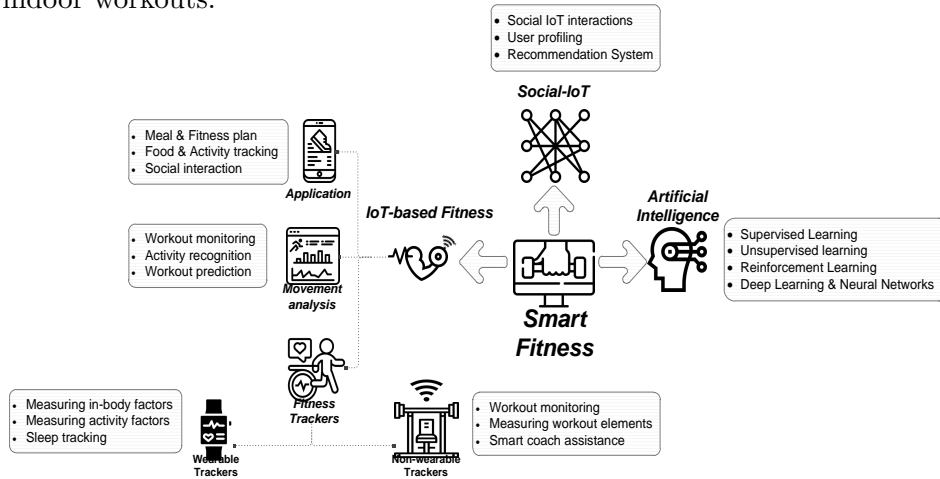 indoor workouts.
• Social IoT interactions
• User profiling
• Recommendation System
Social-IoT
• Meal & Fitness plan
• Food & Activity tracking
• Social interaction
Application
IoT-based Fitness
Artificial
Intelligence
• Workout monitoring
• Activity recognition
• Workout prediction
Movement
analysis
• Supervised Learning
• Unsupervised learning
• Reinforcement Learning
• Deep Learning & Neural Networks
Smart
Fitness
Fitness
Trackers
• Measuring in-body factors
• Measuring activity factors
• Sleep tracking
Wearable
Trackers
• Workout monitoring
• Measuring workout elements
• Smart coach assistance
Non-wearable
Trackers